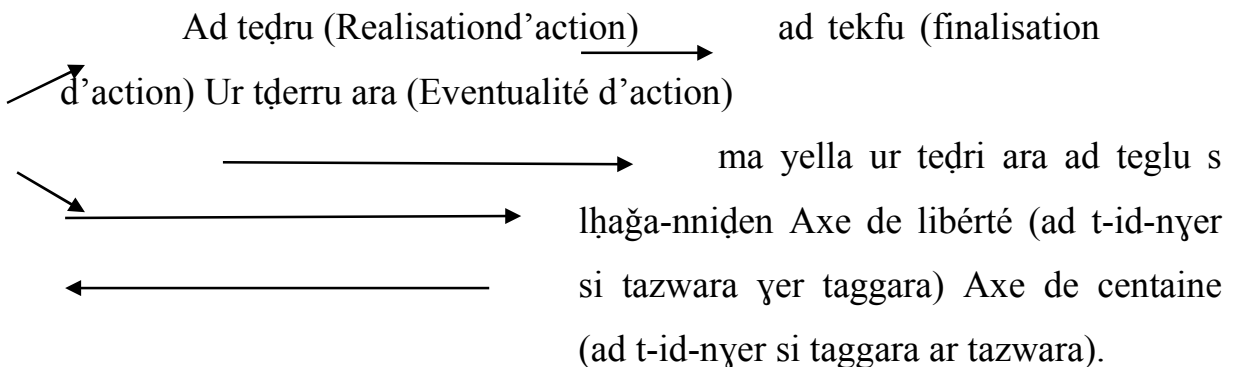 Ad teḍru (Realisationd’action) ad tekfu (finalisation
d’action) Ur tḍerru ara (Eventualité d’action)
ma yella ur teḍri ara ad teglu s
lḥaǧa-nniḍen Axe de libérté (ad t-id-nɣer
si tazwara ɣer taggara) Axe de centaine
(ad t-id-nɣer si taggara ar tazwara).